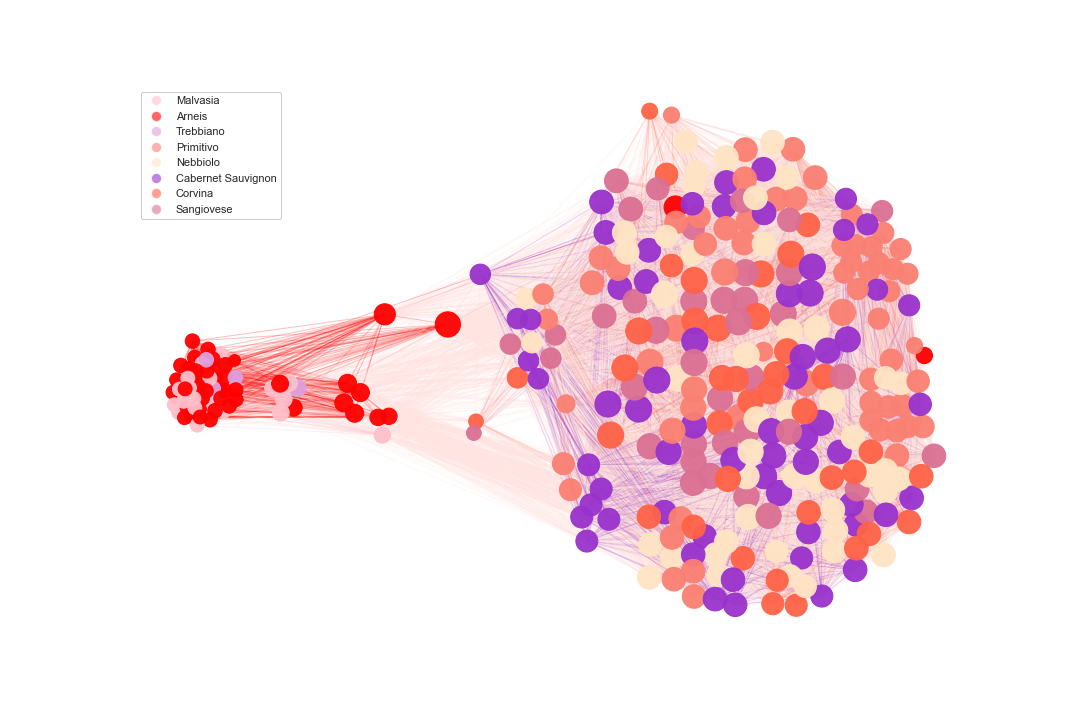 Malvasia
Arneis
Trebbiano
Primitivo
Nebbiolo
Cabernet Sauvignon
Corvina
Sangiovese